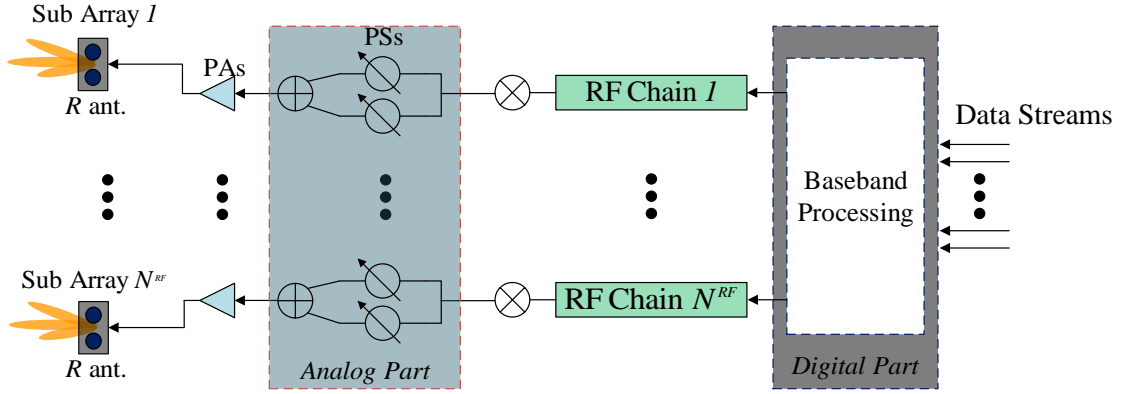 Sub Array 1
PSs
PAs
R ant.
RF Chain 1
Data Streams
Baseband
Processing
Sub Array N^RF
RF Chain N^RF
R ant.
Analog Part
Digital Part